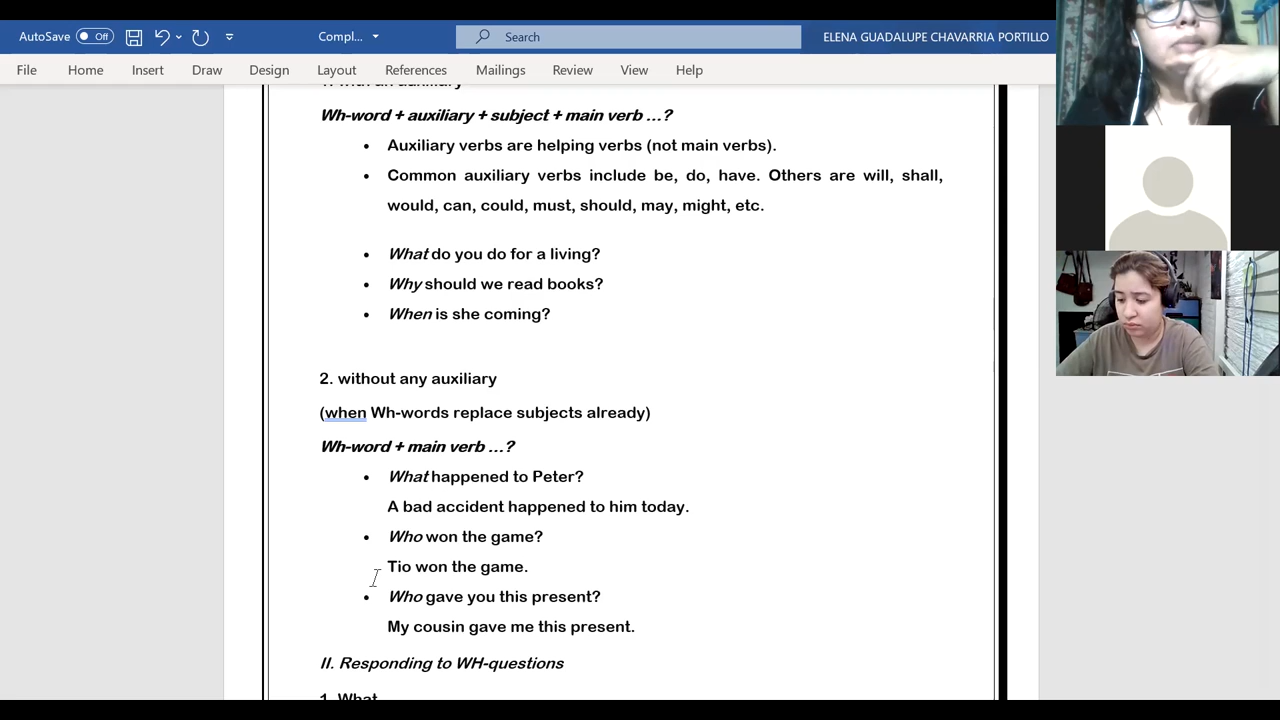 AutoSave Off Compl... Search ELENA GUADALUPE CHAVARRIA PORTILLO
File Home Insert Draw Design Layout References Mailings Review View Help
1. with an auxiliary
Wh-word + auxiliary + subject + main verb ...?
• Auxiliary verbs are helping verbs (not main verbs).
• Common auxiliary verbs include be, do, have. Others are will, shall,
would, can, could, must, should, may, might, etc.
• What do you do for a living?
• Why should we read books?
• When is she coming?
2. without any auxiliary
(when Wh-words replace subjects already)
Wh-word + main verb ...?
• What happened to Peter?
A bad accident happened to him today.
• Who won the game?
Tio won the game.
• Who gave you this present?
My cousin gave me this present.
II. Responding to WH-questions
1. What